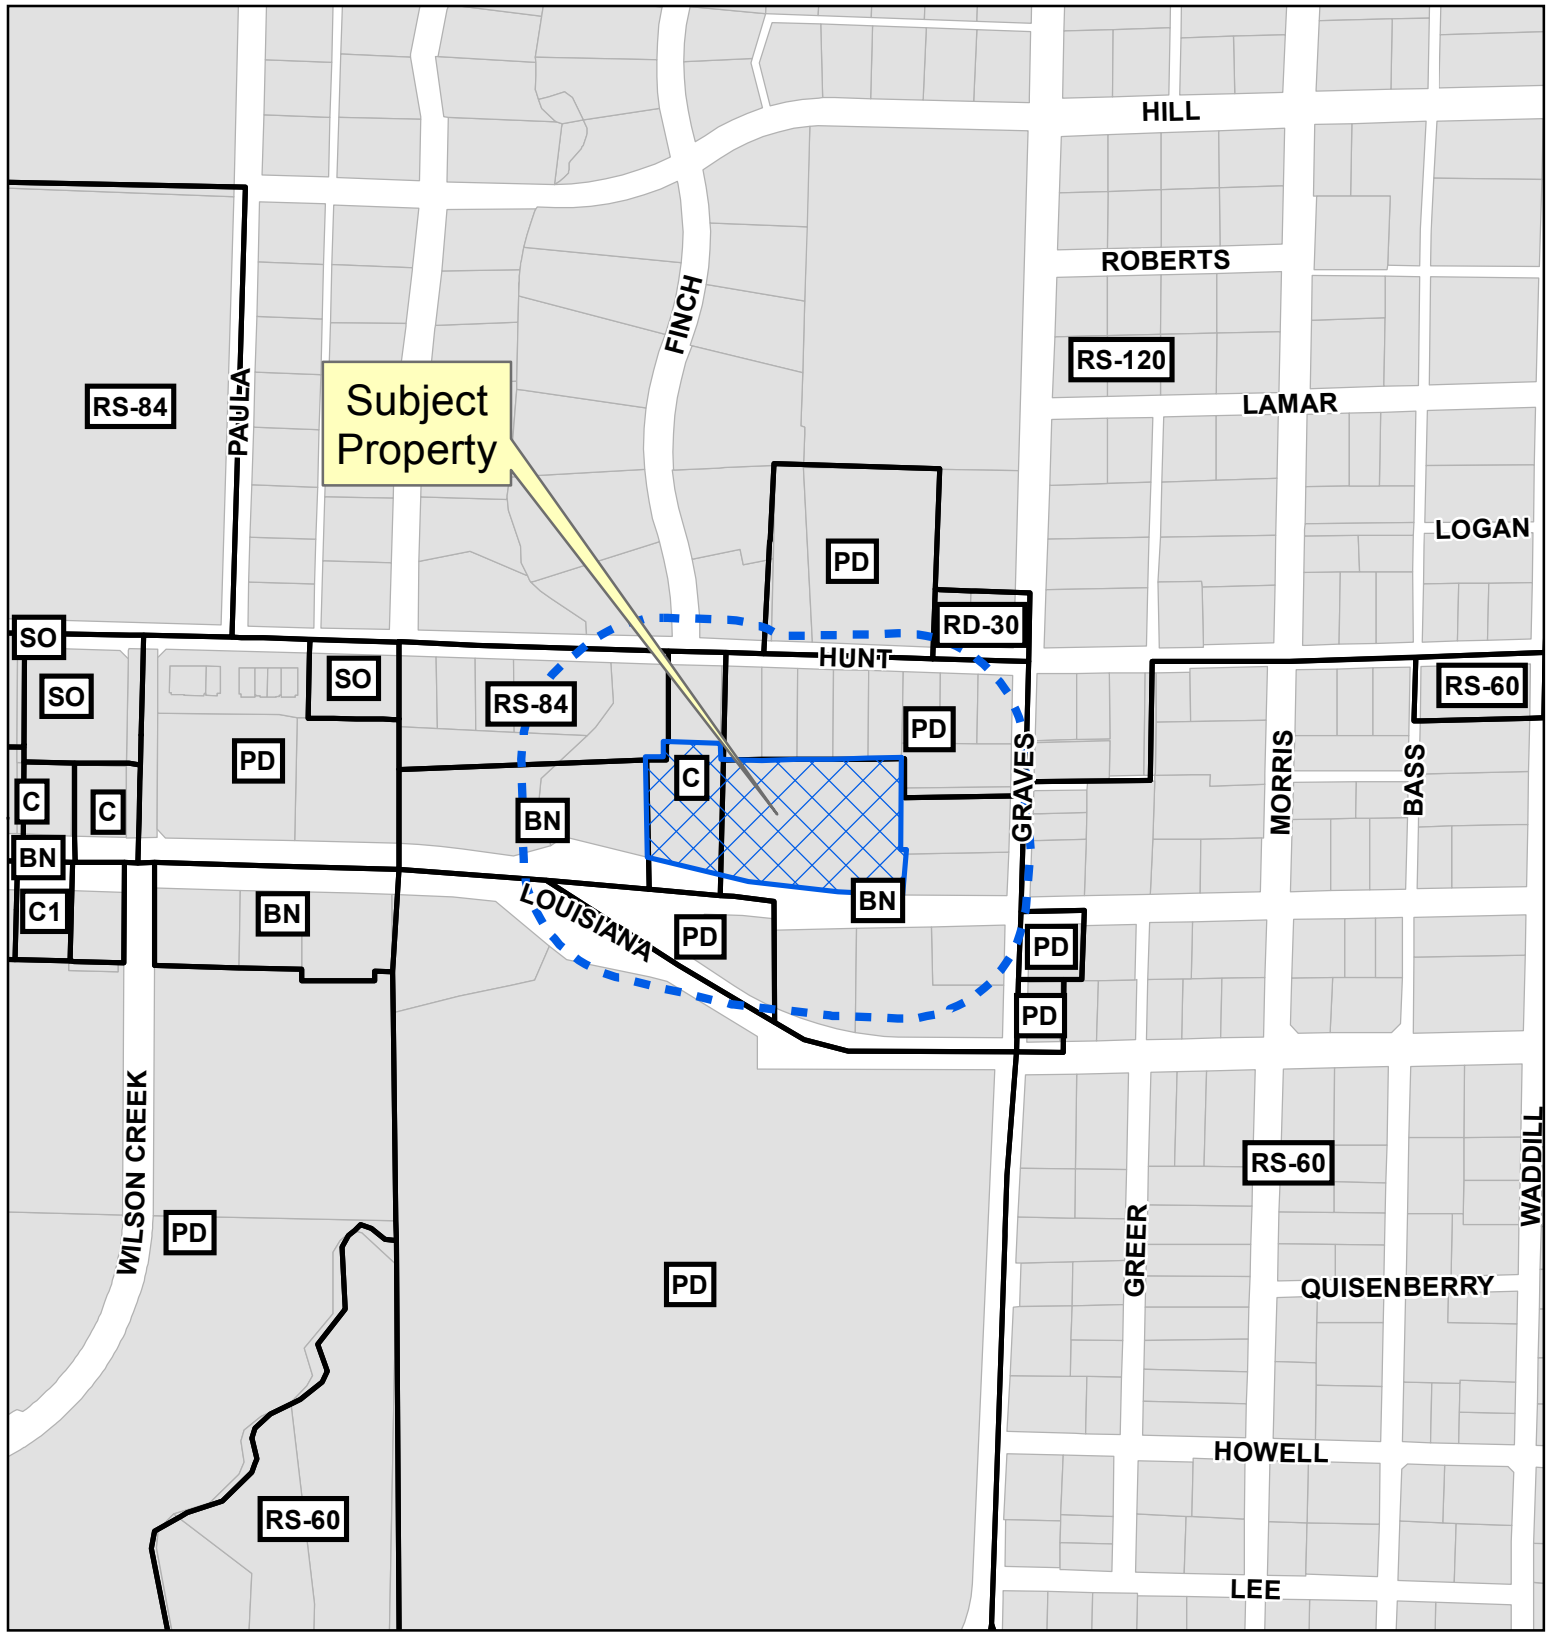 HILL
ROBERTS
FINCH
RS-120
PAULA
RS-84
Subject
Property
LAMAR
LOGAN
PD
RD-30
SO
HUNT
SO
SO
RS-84
RS-60
PD
PD
GRAVES
MORRIS
BASS
C
C
C
BN
BN
BN
C1
BN
LOUISIANA
PD
PD
PD
WILSON CREEK
PD
RS-60
WADDILL
GREER
PD
QUISENBERRY
HOWELL
RS-60
LEE